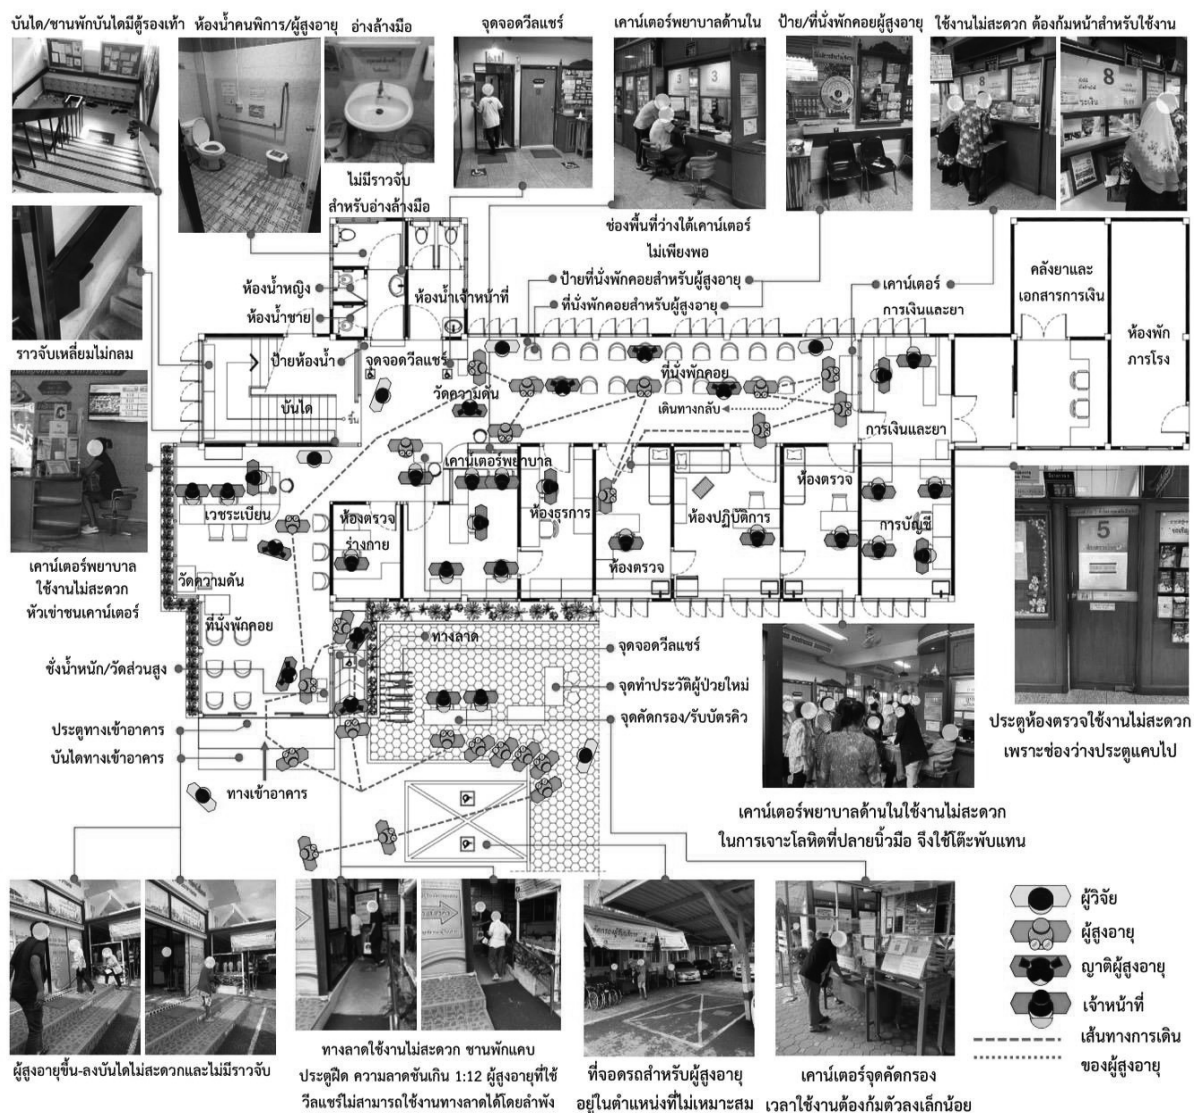 บันได/ชานพักบันไดมีตู้รองเท้า
ห้องน้ำคนพิการ/ผู้สูงอายุ
อ่างล้างมือ
จุดจอดวีลแชร์
เคาน์เตอร์พยาบาลด้านใน
ป้าย/ที่นั่งพักคอยผู้สูงอายุ
ใช้งานไม่สะดวก ต้องก้มหน้าสำหรับใช้งาน
3
3
8
8
ไม่มีราวจับ
สำหรับอ่างล้างมือ
ช่องพื้นที่ว่างใต้เคาน์เตอร์
ไม่เพียงพอ
ราวจับเหลี่ยมไม่กลม
ห้องน้ำหญิง
ห้องน้ำชาย
ห้องน้ำเจ้าหน้าที่
ป้ายห้องน้ำ
จุดจอดวีลแชร์
ป้ายที่นั่งพักคอยสำหรับผู้สูงอายุ
ที่นั่งพักคอยสำหรับผู้สูงอายุ
เคาน์เตอร์
การเงินและยา
คลังยาและ
เอกสารการเงิน
ห้องพัก
ภารโรง
บันได
ขึ้น
วัดความดัน
ที่นั่งพักคอย
เดินทางกลับ
การเงินและยา
เคาน์เตอร์พยาบาล
เวชระเบียน
ห้องตรวจ
ร่างกาย
ห้องธุรการ
ห้องตรวจ
ห้องปฏิบัติการ
ห้องตรวจ
การบัญชี
5
เคาน์เตอร์พยาบาล
ใช้งานไม่สะดวก
หัวเข่าชนเคาน์เตอร์
วัดความดัน
ที่นั่งพักคอย
ชั่งน้ำหนัก/วัดส่วนสูง
ประตูทางเข้าอาคาร
บันไดทางเข้าอาคาร
ทางเข้าอาคาร
ทางลาด
จุดจอดวีลแชร์
จุดทำประวัติผู้ป่วยใหม่
จุดคัดกรอง/รับบัตรคิว
ประตูห้องตรวจใช้งานไม่สะดวก
เพราะช่องว่างประตูแคบไป
เคาน์เตอร์พยาบาลด้านในใช้งานไม่สะดวก
ในการเจาะโลหิตที่ปลายนิ้วมือ จึงใช้โต๊ะพับแทน
ผู้สูงอายุขึ้น-ลงบันไดไม่สะดวกและไม่มีราวจับ
ทางลาดใช้งานไม่สะดวก ชานพักแคบ
ประตูฝืด ความลาดชันเกิน 1:12 ผู้สูงอายุที่ใช้
วีลแชร์ไม่สามารถใช้งานทางลาดได้โดยลำพัง
ที่จอดรถสำหรับผู้สูงอายุ
อยู่ในตำแหน่งที่ไม่เหมาะสม
เคาน์เตอร์จุดคัดกรอง
เวลาใช้งานต้องก้มตัวลงเล็กน้อย
ผู้วิจัย
ผู้สูงอายุ
ญาติผู้สูงอายุ
เจ้าหน้าที่
เส้นทางการเดิน
ของผู้สูงอายุ